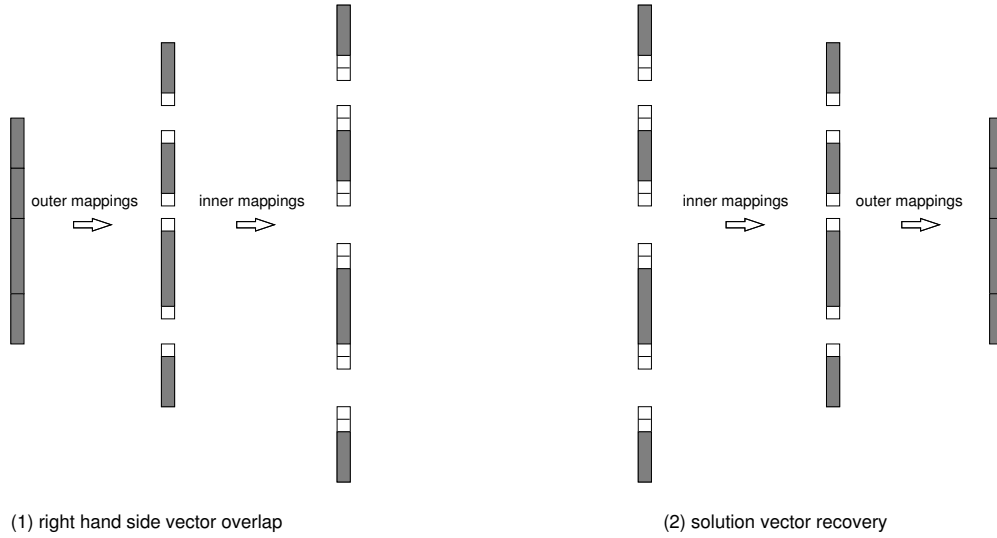 outer mappings
inner mappings
inner mappings
outer mappings
(1) right hand side vector overlap
(2) solution vector recovery